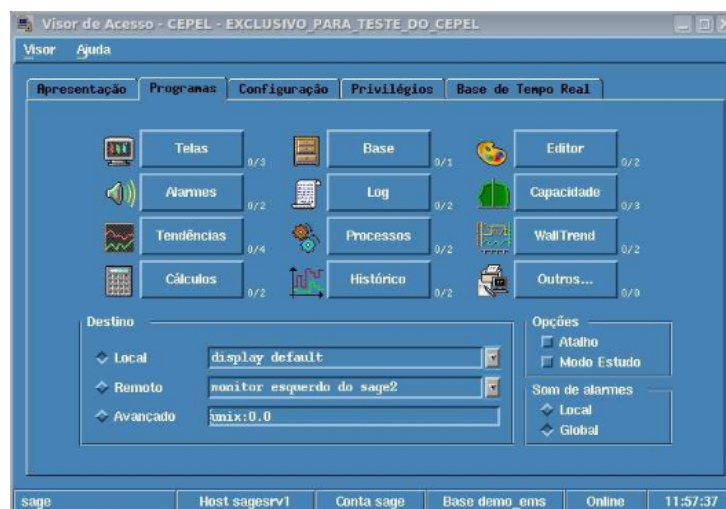 Visor de Acesso - CEPEL - EXCLUSIVO_PARA_TESTE_DO_CEPEL
Visor Ajuda
Apresentação Programas Configuração Privilégios Base de Tempo Real
Telas 0/3 Base 0/1 Editor 0/2
Alarmes 0/2 Log 0/2 Capacidade 0/3
Tendências 0/4 Processos 0/2 WallTrend 0/2
Cálculos 0/2 Histórico 0/2 Outros... 0/0
Destino
Local display default
Remoto monitor esquerdo do sage2
Avançado unix:0.0
Opções
Atalho
Modo Estudo
Som de alarmes
Local
Global
sage Host sagesrv1 Conta sage Base demo_ems Online 11:57:37